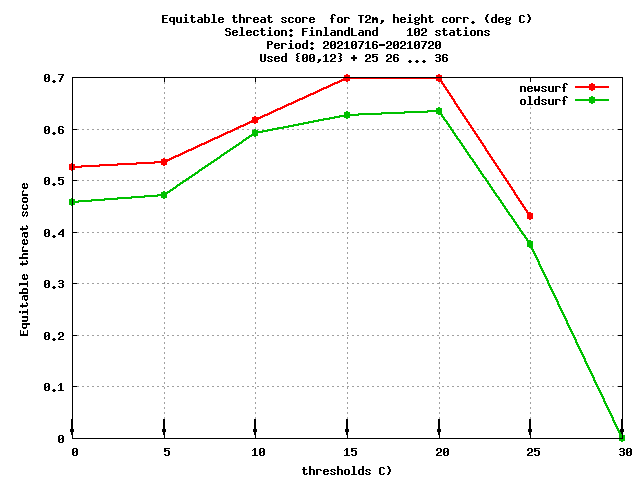 Equitable threat score  for T2m, height corr. (deg C)
Selection: FinlandLand    102 stations
Period: 20210716-20210720
Used {00,12} + 25 26 ... 36
newsurf
oldsurf
Equitable threat score
0.7
0.6
0.5
0.4
0.3
0.2
0.1
0
0 5 10 15 20 25 30
thresholds C)